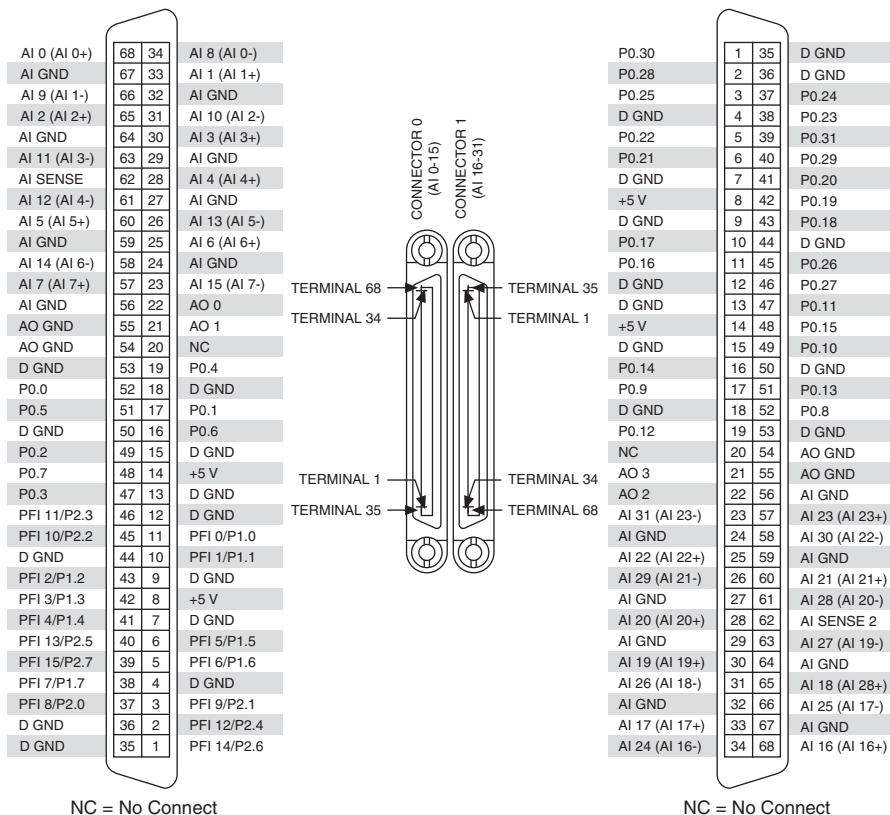 AI 0 (AI 0+) 68 34 AI 8 (AI 0-)
AI GND 67 33 AI 1 (AI 1+)
AI 9 (AI 1-) 66 32 AI GND
AI 2 (AI 2+) 65 31 AI 10 (AI 2-)
AI GND 64 30 AI 3 (AI 3+)
AI 11 (AI 3-) 63 29 AI GND
AI SENSE 62 28 AI 4 (AI 4+)
AI 12 (AI 4-) 61 27 AI GND
AI 5 (AI 5+) 60 26 AI 13 (AI 5-)
AI GND 59 25 AI 6 (AI 6+)
AI 14 (AI 6-) 58 24 AI GND
AI 7 (AI 7+) 57 23 AI 15 (AI 7-)
AI GND 56 22 AO 0
AO GND 55 21 AO 1
AO GND 54 20 NC
D GND 53 19 P0.4
P0.0 52 18 D GND
P0.5 51 17 P0.1
D GND 50 16 P0.6
P0.2 49 15 D GND
P0.7 48 14 +5 V
P0.3 47 13 D GND
PFI 11/P2.3 46 12 D GND
PFI 10/P2.2 45 11 PFI 0/P1.0
D GND 44 10 PFI 1/P1.1
PFI 2/P1.2 43 9 D GND
PFI 3/P1.3 42 8 +5 V
PFI 4/P1.4 41 7 D GND
PFI 13/P2.5 40 6 PFI 5/P1.5
PFI 15/P2.7 39 5 PFI 6/P1.6
PFI 7/P1.7 38 4 D GND
PFI 8/P2.0 37 3 PFI 9/P2.1
D GND 36 2 PFI 12/P2.4
D GND 35 1 PFI 14/P2.6
NC = No Connect
CONNECTOR 0
(AI 0-15)
CONNECTOR 1
(AI 16-31)
TERMINAL 68
TERMINAL 35
TERMINAL 34
TERMINAL 1
TERMINAL 1
TERMINAL 34
TERMINAL 35
TERMINAL 68
P0.30 1 35 D GND
P0.28 2 36 D GND
P0.25 3 37 P0.24
D GND 4 38 P0.23
P0.22 5 39 P0.31
P0.21 6 40 P0.29
D GND 7 41 P0.20
+5 V 8 42 P0.19
D GND 9 43 P0.18
P0.17 10 44 D GND
P0.16 11 45 P0.26
D GND 12 46 P0.27
D GND 13 47 P0.11
+5 V 14 48 P0.15
D GND 15 49 P0.10
P0.14 16 50 D GND
P0.9 17 51 P0.13
D GND 18 52 P0.8
P0.12 19 53 D GND
NC 20 54 AO GND
AO 3 21 55 AO GND
AO 2 22 56 AI GND
AI 31 (AI 23-) 23 57 AI 23 (AI 23+)
AI GND 24 58 AI 30 (AI 22-)
AI 22 (AI 22+) 25 59 AI GND
AI 29 (AI 21-) 26 60 AI 21 (AI 21+)
AI GND 27 61 AI 28 (AI 20-)
AI 20 (AI 20+) 28 62 AI SENSE 2
AI GND 29 63 AI 27 (AI 19-)
AI 19 (AI 19+) 30 64 AI GND
AI 26 (AI 18-) 31 65 AI 18 (AI 28+)
AI GND 32 66 AI 25 (AI 17-)
AI 17 (AI 17+) 33 67 AI GND
AI 24 (AI 16-) 34 68 AI 16 (AI 16+)
NC = No Connect